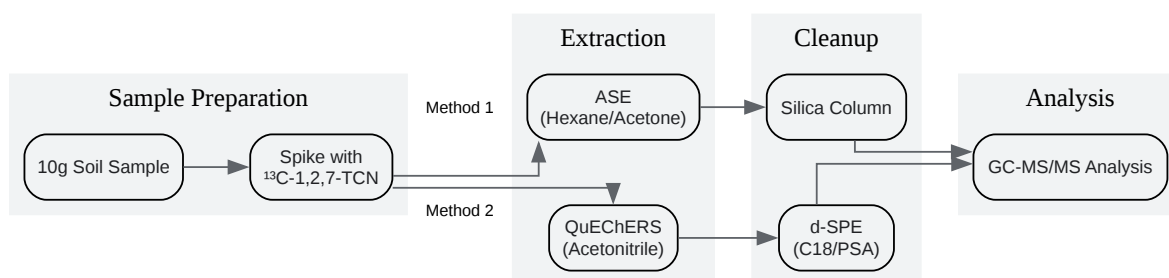 Sample Preparation
10g Soil Sample
Spike with
¹³C-1,2,7-TCN
Method 1
Method 2
Extraction
ASE
(Hexane/Acetone)
QuEChERS
(Acetonitrile)
Cleanup
Silica Column
d-SPE
(C18/PSA)
Analysis
GC-MS/MS Analysis